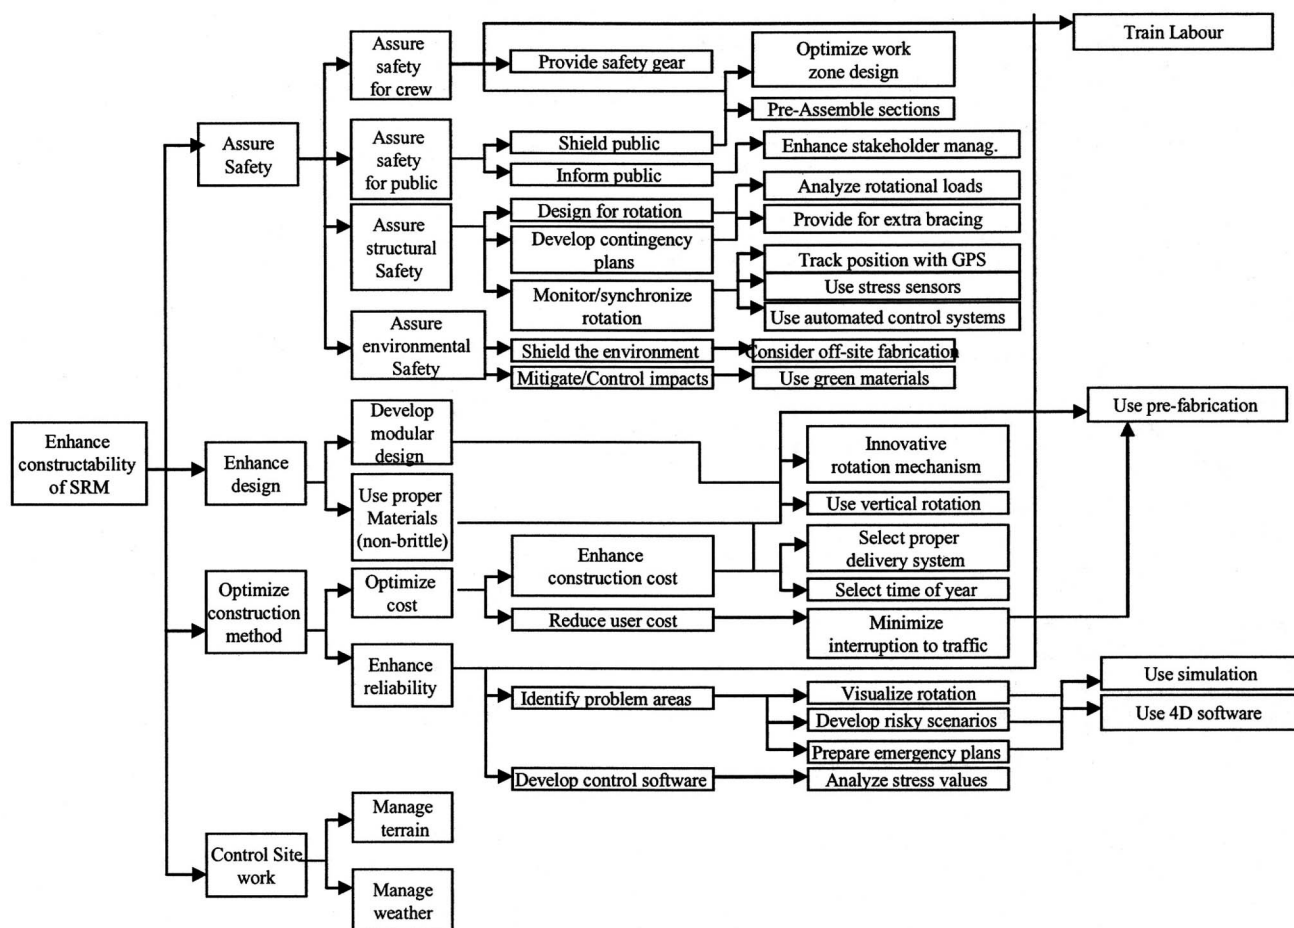 Train Labour
Assure
safety
for crew
Provide safety gear
Optimize work
zone design
Pre-Assemble sections
Assure
Safety
Assure
safety
for public
Shield public
Inform public
Enhance stakeholder manag.
Analyze rotational loads
Assure
structural
Safety
Design for rotation
Develop contingency
plans
Provide for extra bracing
Monitor/synchronize
rotation
Track position with GPS
Use stress sensors
Use automated control systems
Assure
environmental
Safety
Shield the environment
Consider off-site fabrication
Mitigate/Control impacts
Use green materials
Enhance
constructability
of SRM
Enhance
design
Develop
modular
design
Use proper
Materials
(non-brittle)
Use pre-fabrication
Innovative
rotation mechanism
Use vertical rotation
Optimize
construction
method
Optimize
cost
Enhance
construction cost
Select proper
delivery system
Select time of year
Reduce user cost
Minimize
interruption to traffic
Enhance
reliability
Identify problem areas
Visualize rotation
Develop risky scenarios
Prepare emergency plans
Use simulation
Use 4D software
Develop control software
Analyze stress values
Control Site
work
Manage
terrain
Manage
weather